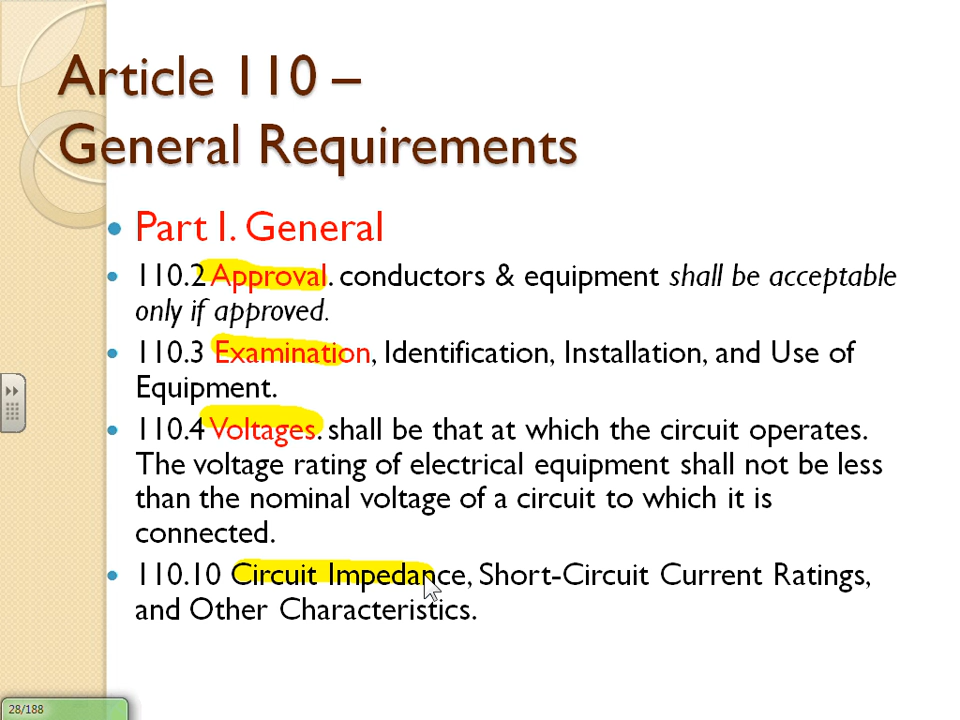 Article 110 –
General Requirements
• Part I. General
• 110.2 Approval. conductors & equipment shall be acceptable
only if approved.
• 110.3 Examination, Identification, Installation, and Use of
Equipment.
• 110.4 Voltages. shall be that at which the circuit operates.
The voltage rating of electrical equipment shall not be less
than the nominal voltage of a circuit to which it is
connected.
• 110.10 Circuit Impedance, Short-Circuit Current Ratings,
and Other Characteristics.
28/188